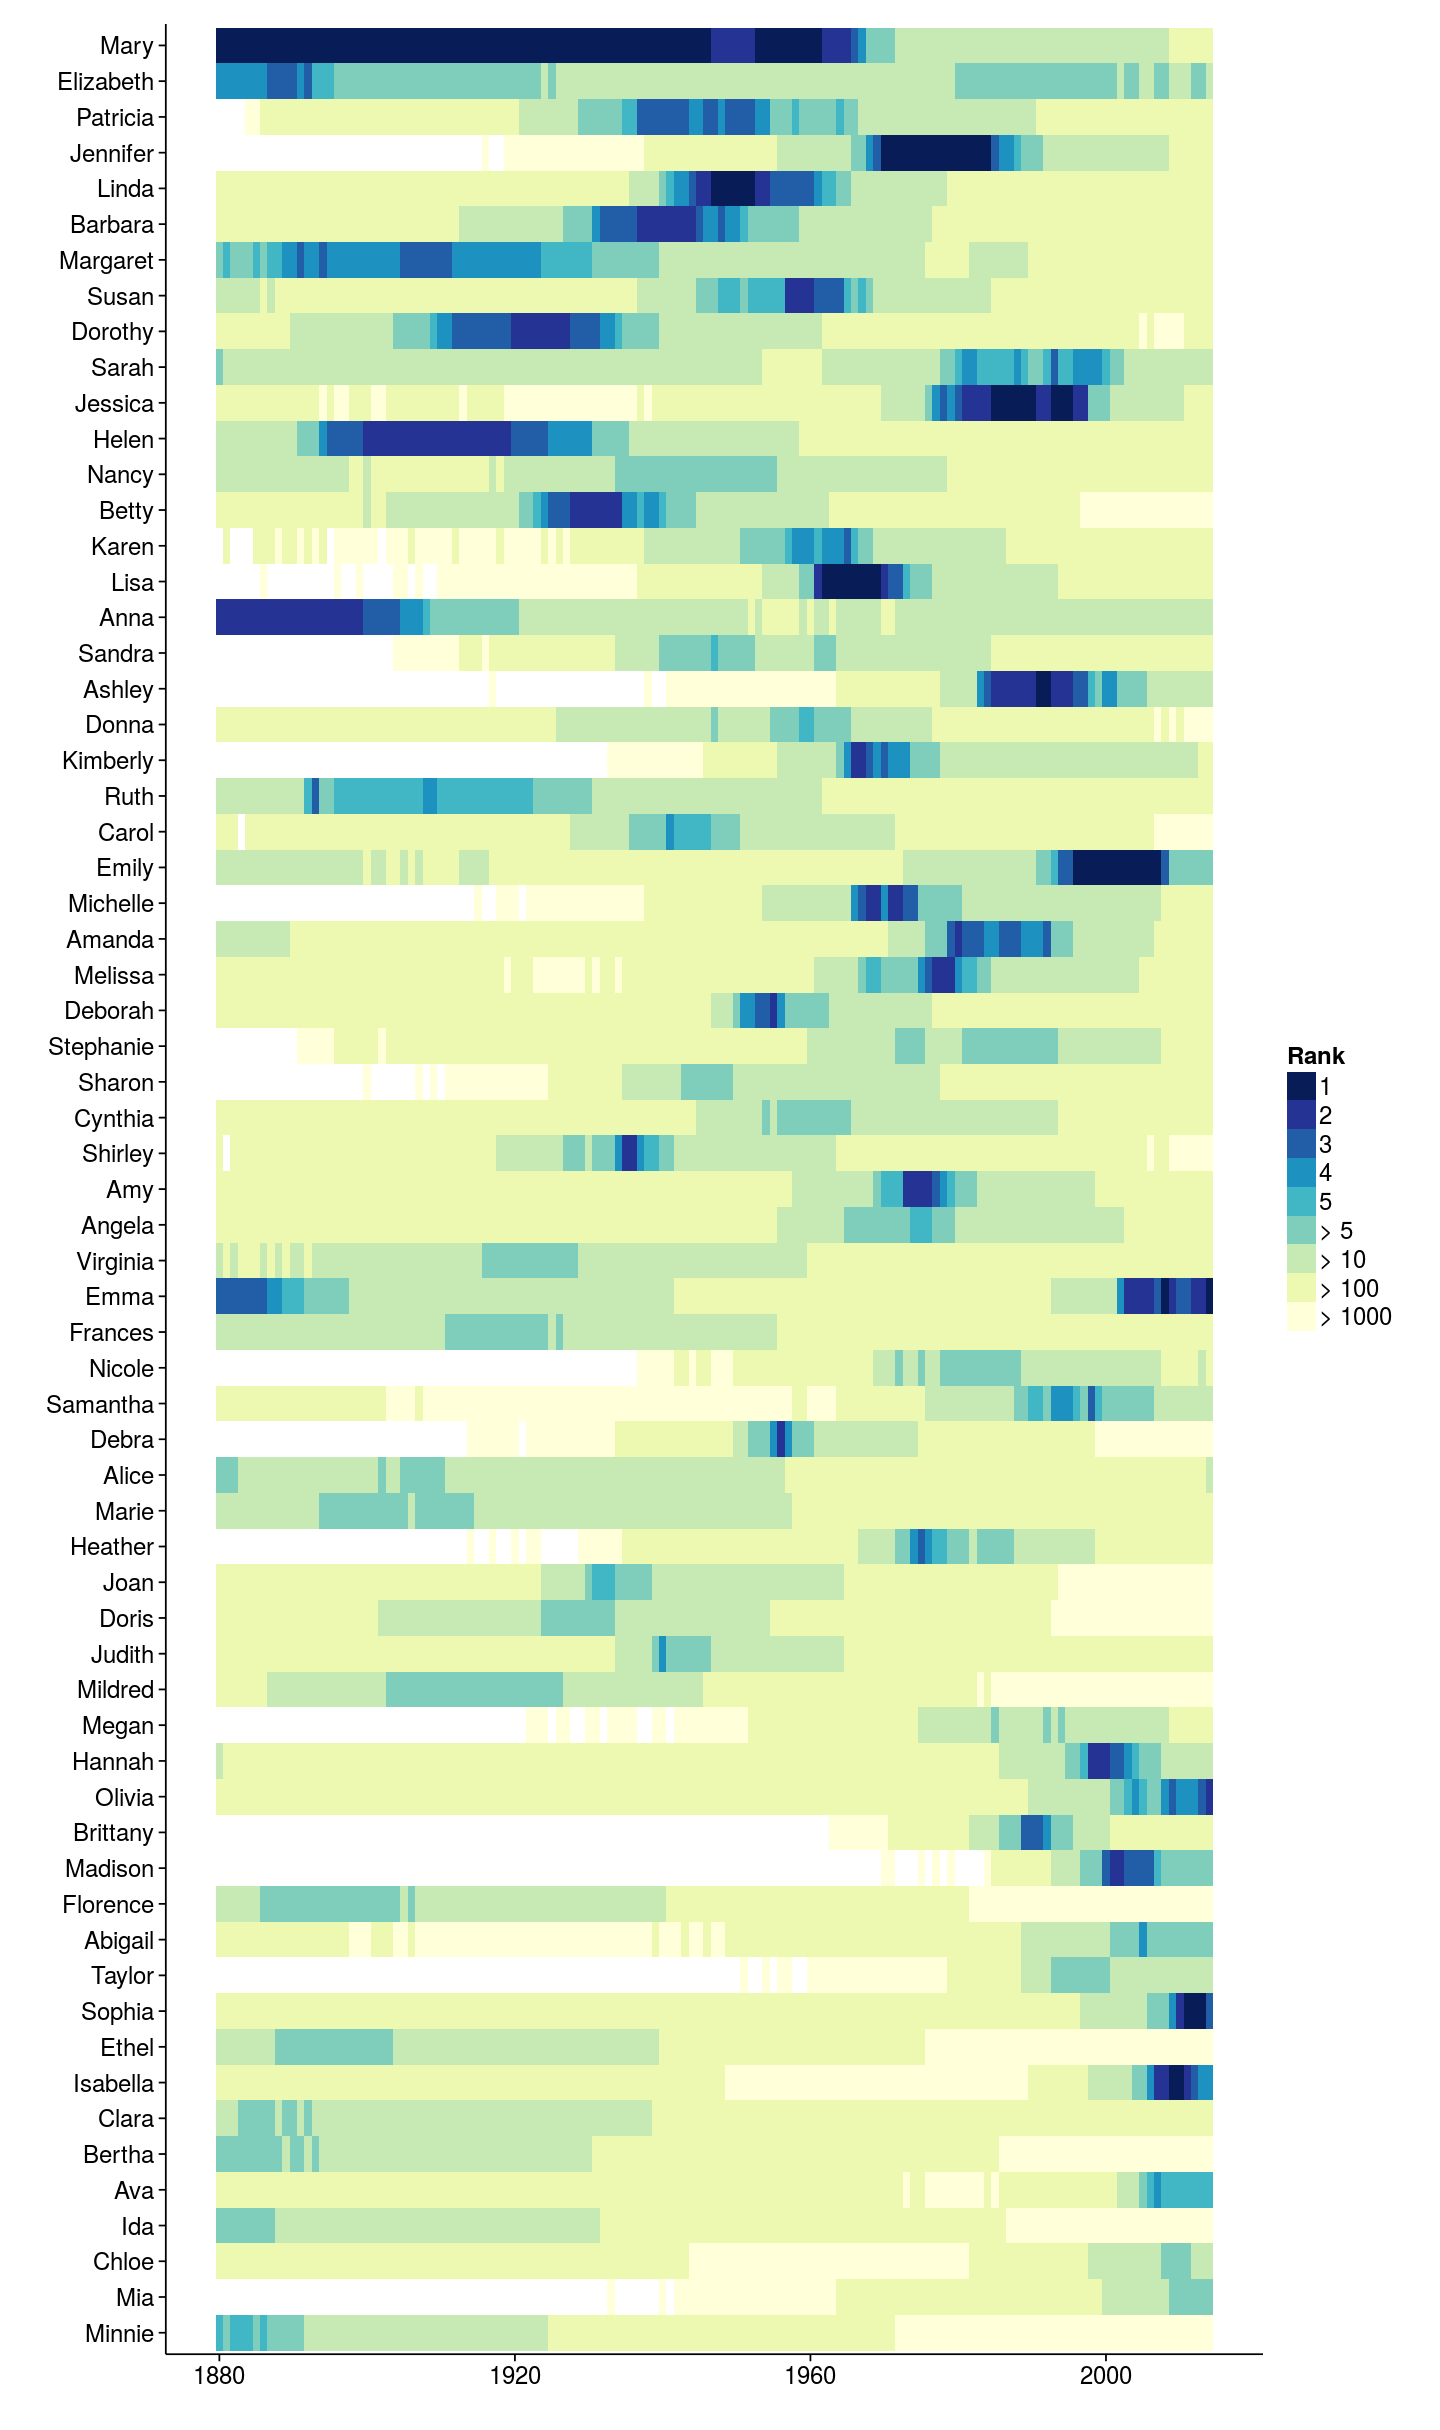 Mary
Elizabeth
Patricia
Jennifer
Linda
Barbara
Margaret
Susan
Dorothy
Sarah
Jessica
Helen
Nancy
Betty
Karen
Lisa
Anna
Sandra
Ashley
Donna
Kimberly
Ruth
Carol
Emily
Michelle
Amanda
Melissa
Deborah
Stephanie
Sharon
Cynthia
Shirley
Amy
Angela
Virginia
Emma
Frances
Nicole
Samantha
Debra
Alice
Marie
Heather
Joan
Doris
Judith
Mildred
Megan
Hannah
Olivia
Brittany
Madison
Florence
Abigail
Taylor
Sophia
Ethel
Isabella
Clara
Bertha
Ava
Ida
Chloe
Mia
Minnie
1880 1920 1960 2000
Rank
1
2
3
4
5
> 5
> 10
> 100
> 1000